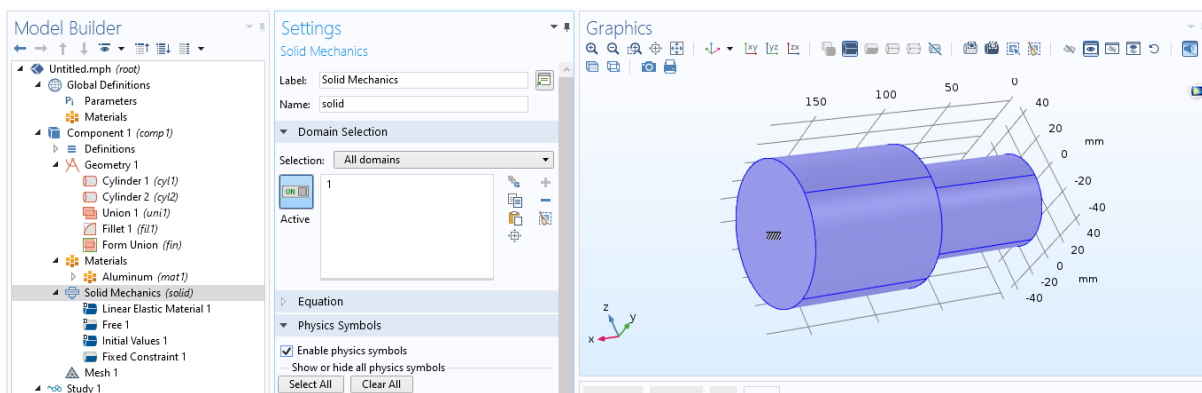 Model Builder
Untitled.mph (root)
Global Definitions
Pi Parameters
Materials
Component 1 (comp1)
Definitions
Geometry 1
Cylinder 1 (cyl1)
Cylinder 2 (cyl2)
Union 1 (uni1)
Fillet 1 (fil1)
Form Union (fin)
Materials
Aluminum (mat1)
Solid Mechanics (solid)
Linear Elastic Material 1
Free 1
Initial Values 1
Fixed Constraint 1
Mesh 1
Study 1
Settings
Solid Mechanics
Label: Solid Mechanics
Name: solid
Domain Selection
Selection: All domains
ON
Active
1
Equation
Physics Symbols
Enable physics symbols
Show or hide all physics symbols
Select All Clear All
Graphics
xy yz zx
150 100 50 0
40
20
mm
0
-20
-40
40
20
0
mm
-20
-40
z
y
x